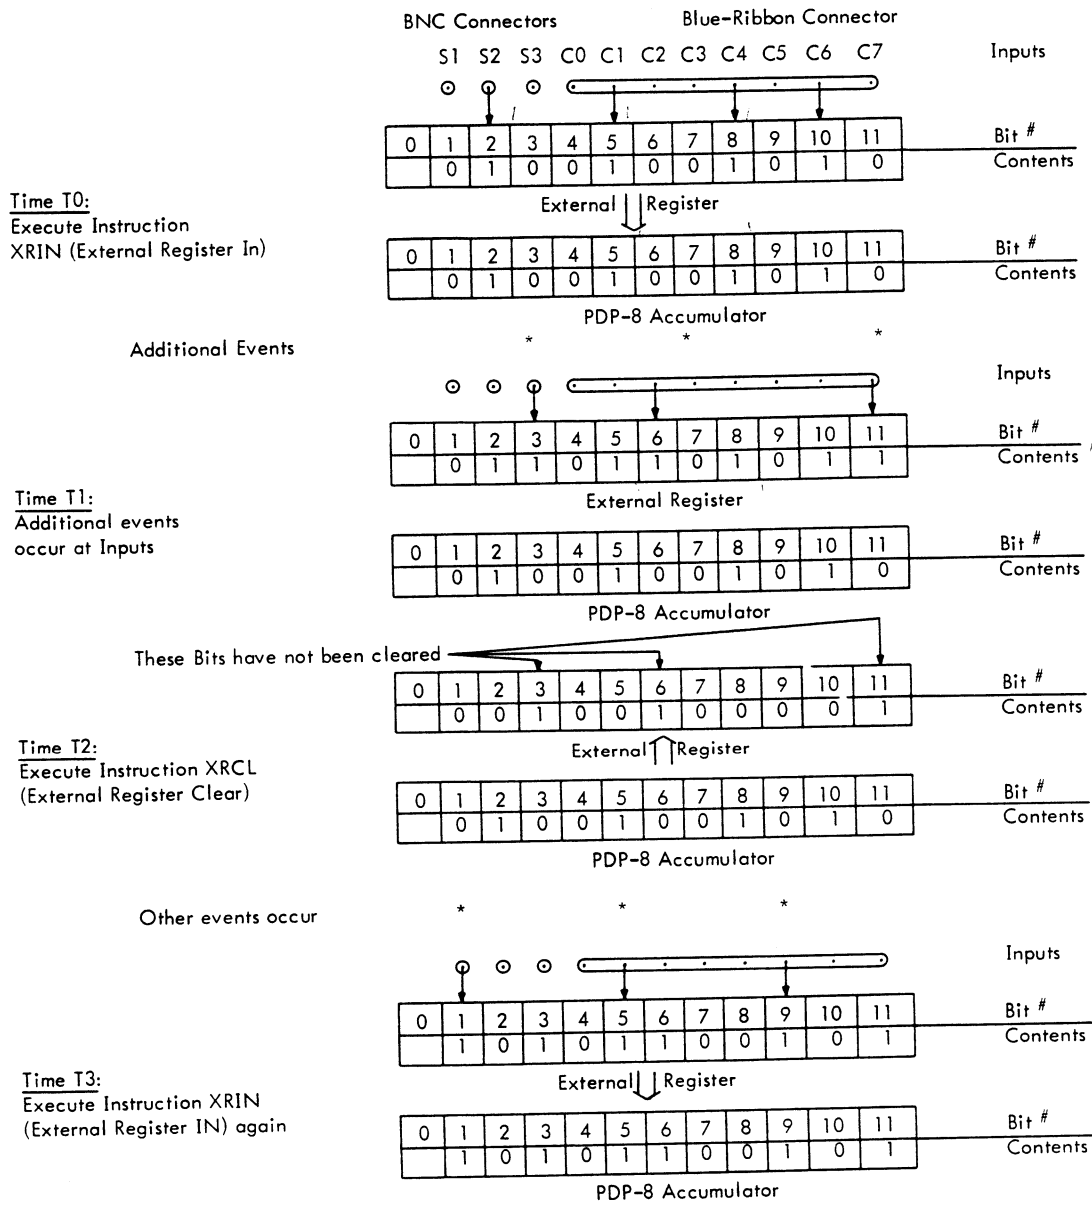 BNC Connectors Blue-Ribbon Connector
S1 S2 S3 C0 C1 C2 C3 C4 C5 C6 C7 Inputs
0 1 2 3 4 5 6 7 8 9 10 11 Bit #
0 1 0 0 1 0 0 1 0 1 0 Contents
External Register
Time T0:
Execute Instruction
XRIN (External Register In)
0 1 2 3 4 5 6 7 8 9 10 11 Bit #
0 1 0 0 1 0 0 1 0 1 0 Contents
PDP-8 Accumulator
Additional Events * * *
Inputs
0 1 2 3 4 5 6 7 8 9 10 11 Bit #
0 1 1 0 1 1 0 1 0 1 1 Contents
External Register
Time T1:
Additional events
occur at Inputs
0 1 2 3 4 5 6 7 8 9 10 11 Bit #
0 1 0 0 1 0 0 1 0 1 0 Contents
PDP-8 Accumulator
These Bits have not been cleared
0 1 2 3 4 5 6 7 8 9 10 11 Bit #
0 0 1 0 0 1 0 0 0 0 1 Contents
External Register
Time T2:
Execute Instruction XRCL
(External Register Clear)
0 1 2 3 4 5 6 7 8 9 10 11 Bit #
0 1 0 0 1 0 0 1 0 1 0 Contents
PDP-8 Accumulator
Other events occur * * *
Inputs
0 1 2 3 4 5 6 7 8 9 10 11 Bit #
1 0 1 0 1 1 0 0 1 0 1 Contents
External Register
Time T3:
Execute Instruction XRIN
(External Register IN) again
0 1 2 3 4 5 6 7 8 9 10 11 Bit #
1 0 1 0 1 1 0 0 1 0 1 Contents
PDP-8 Accumulator